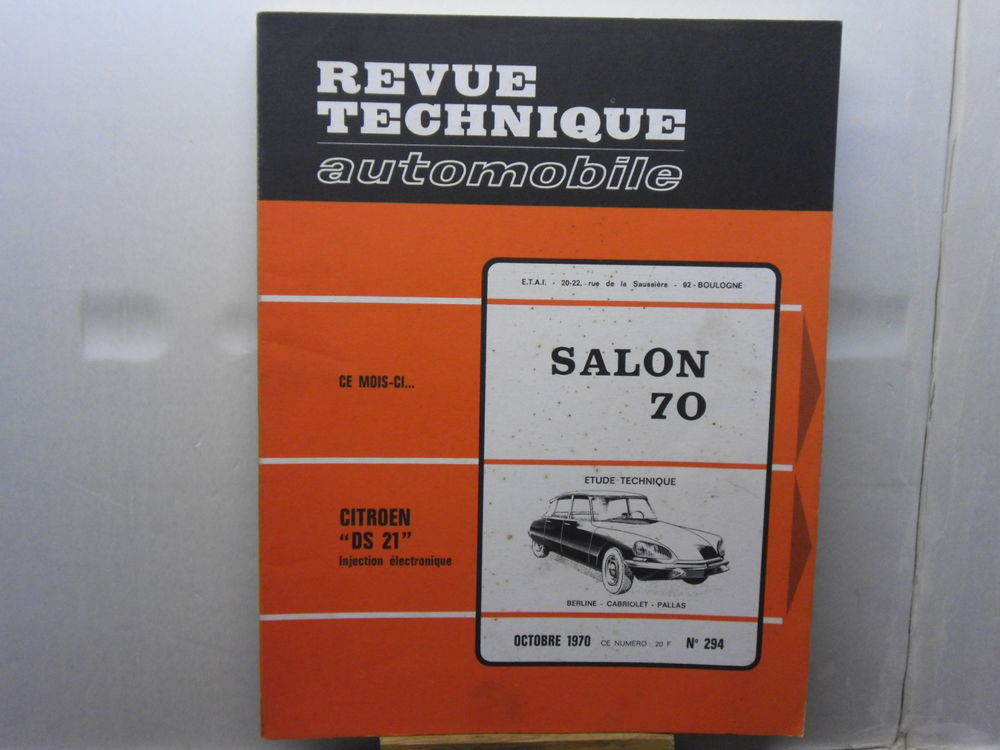 REVUE
TECHNIQUE
automobile
E.T.A.I. - 20-22, rue de la Saussière - 92 - BOULOGNE
CE MOIS-CI...
SALON
70
ETUDE TECHNIQUE
CITROEN
"DS 21"
Injection électronique
BERLINE - CABRIOLET - PALLAS
OCTOBRE 1970 CE NUMERO : 20 F N° 294